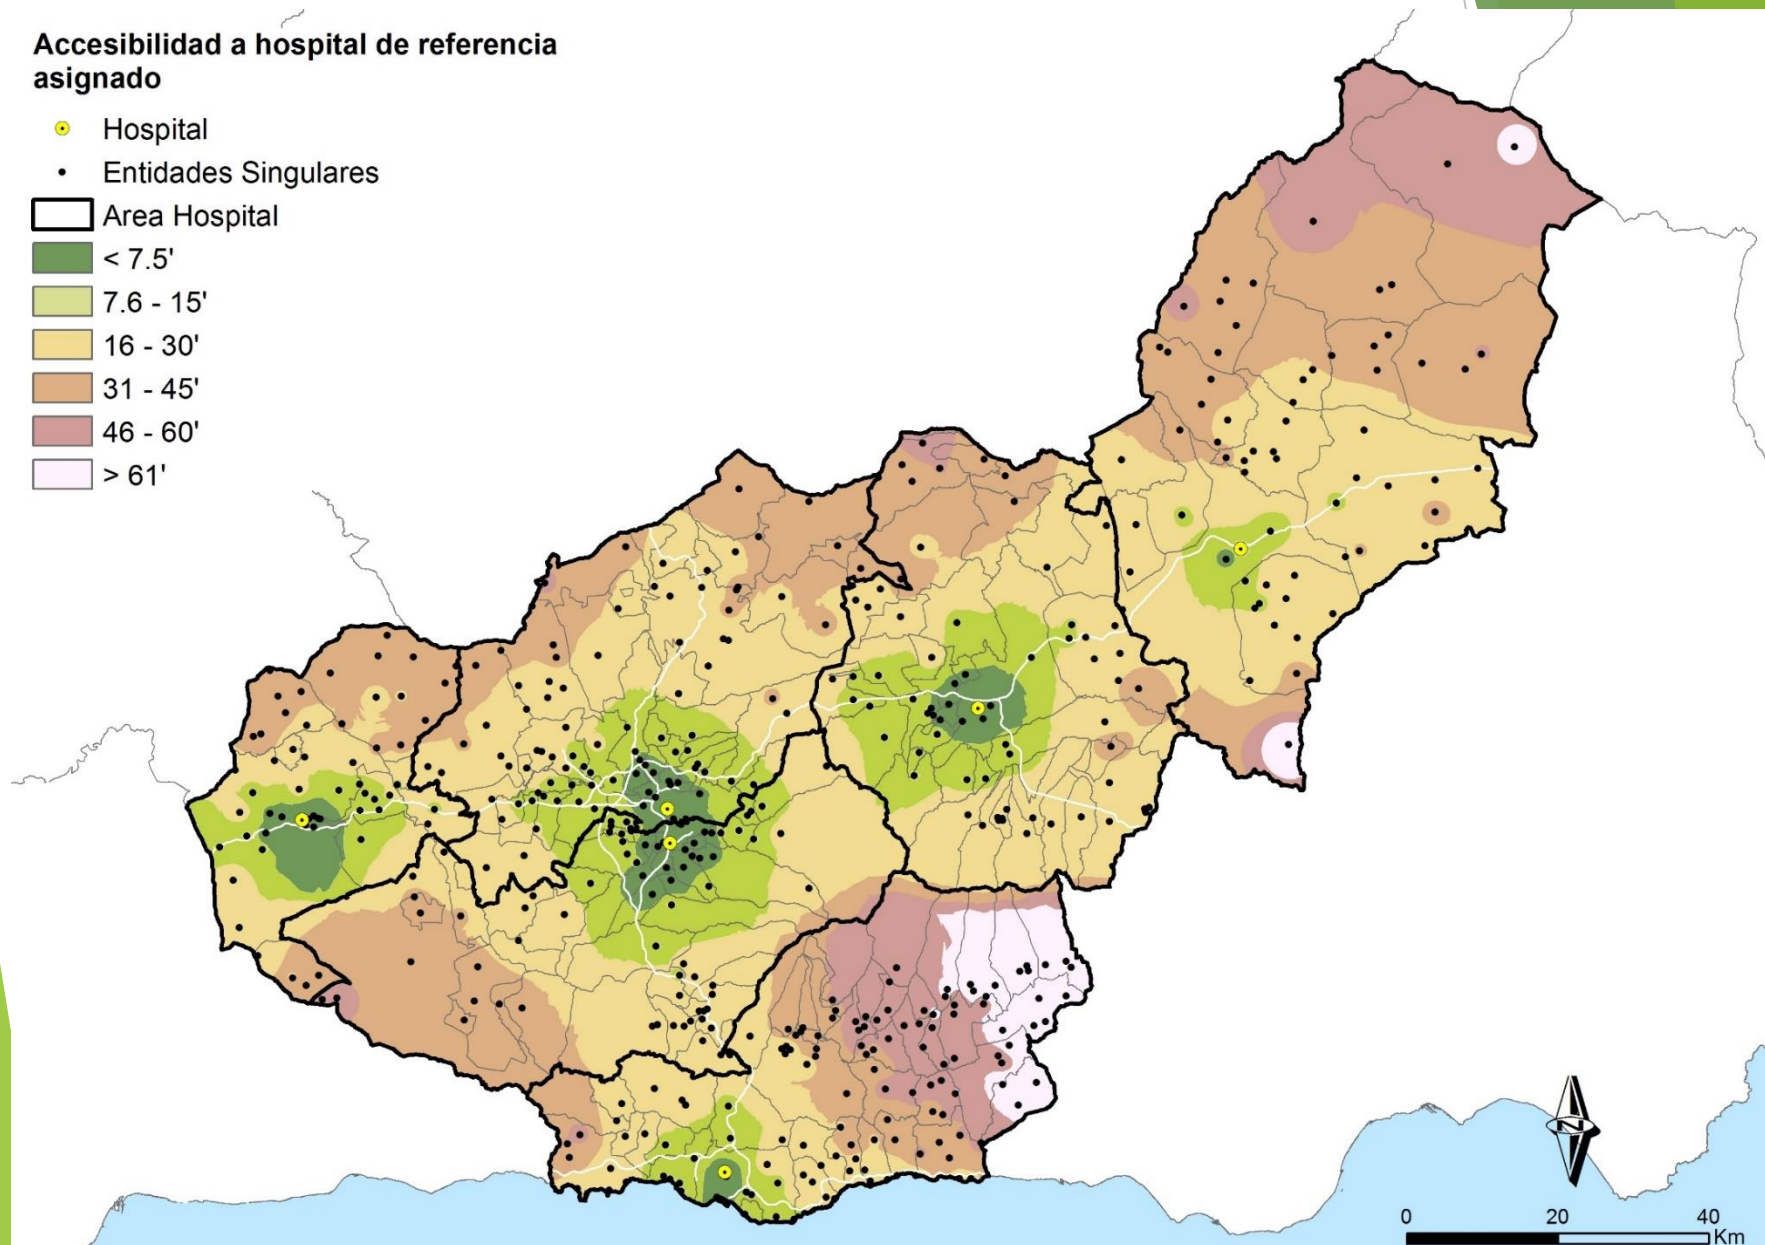 Accesibilidad a hospital de referencia
asignado
Hospital
Entidades Singulares
Area Hospital
< 7.5'
7.6 - 15'
16 - 30'
31 - 45'
46 - 60'
> 61'
N
0 20 40
Km